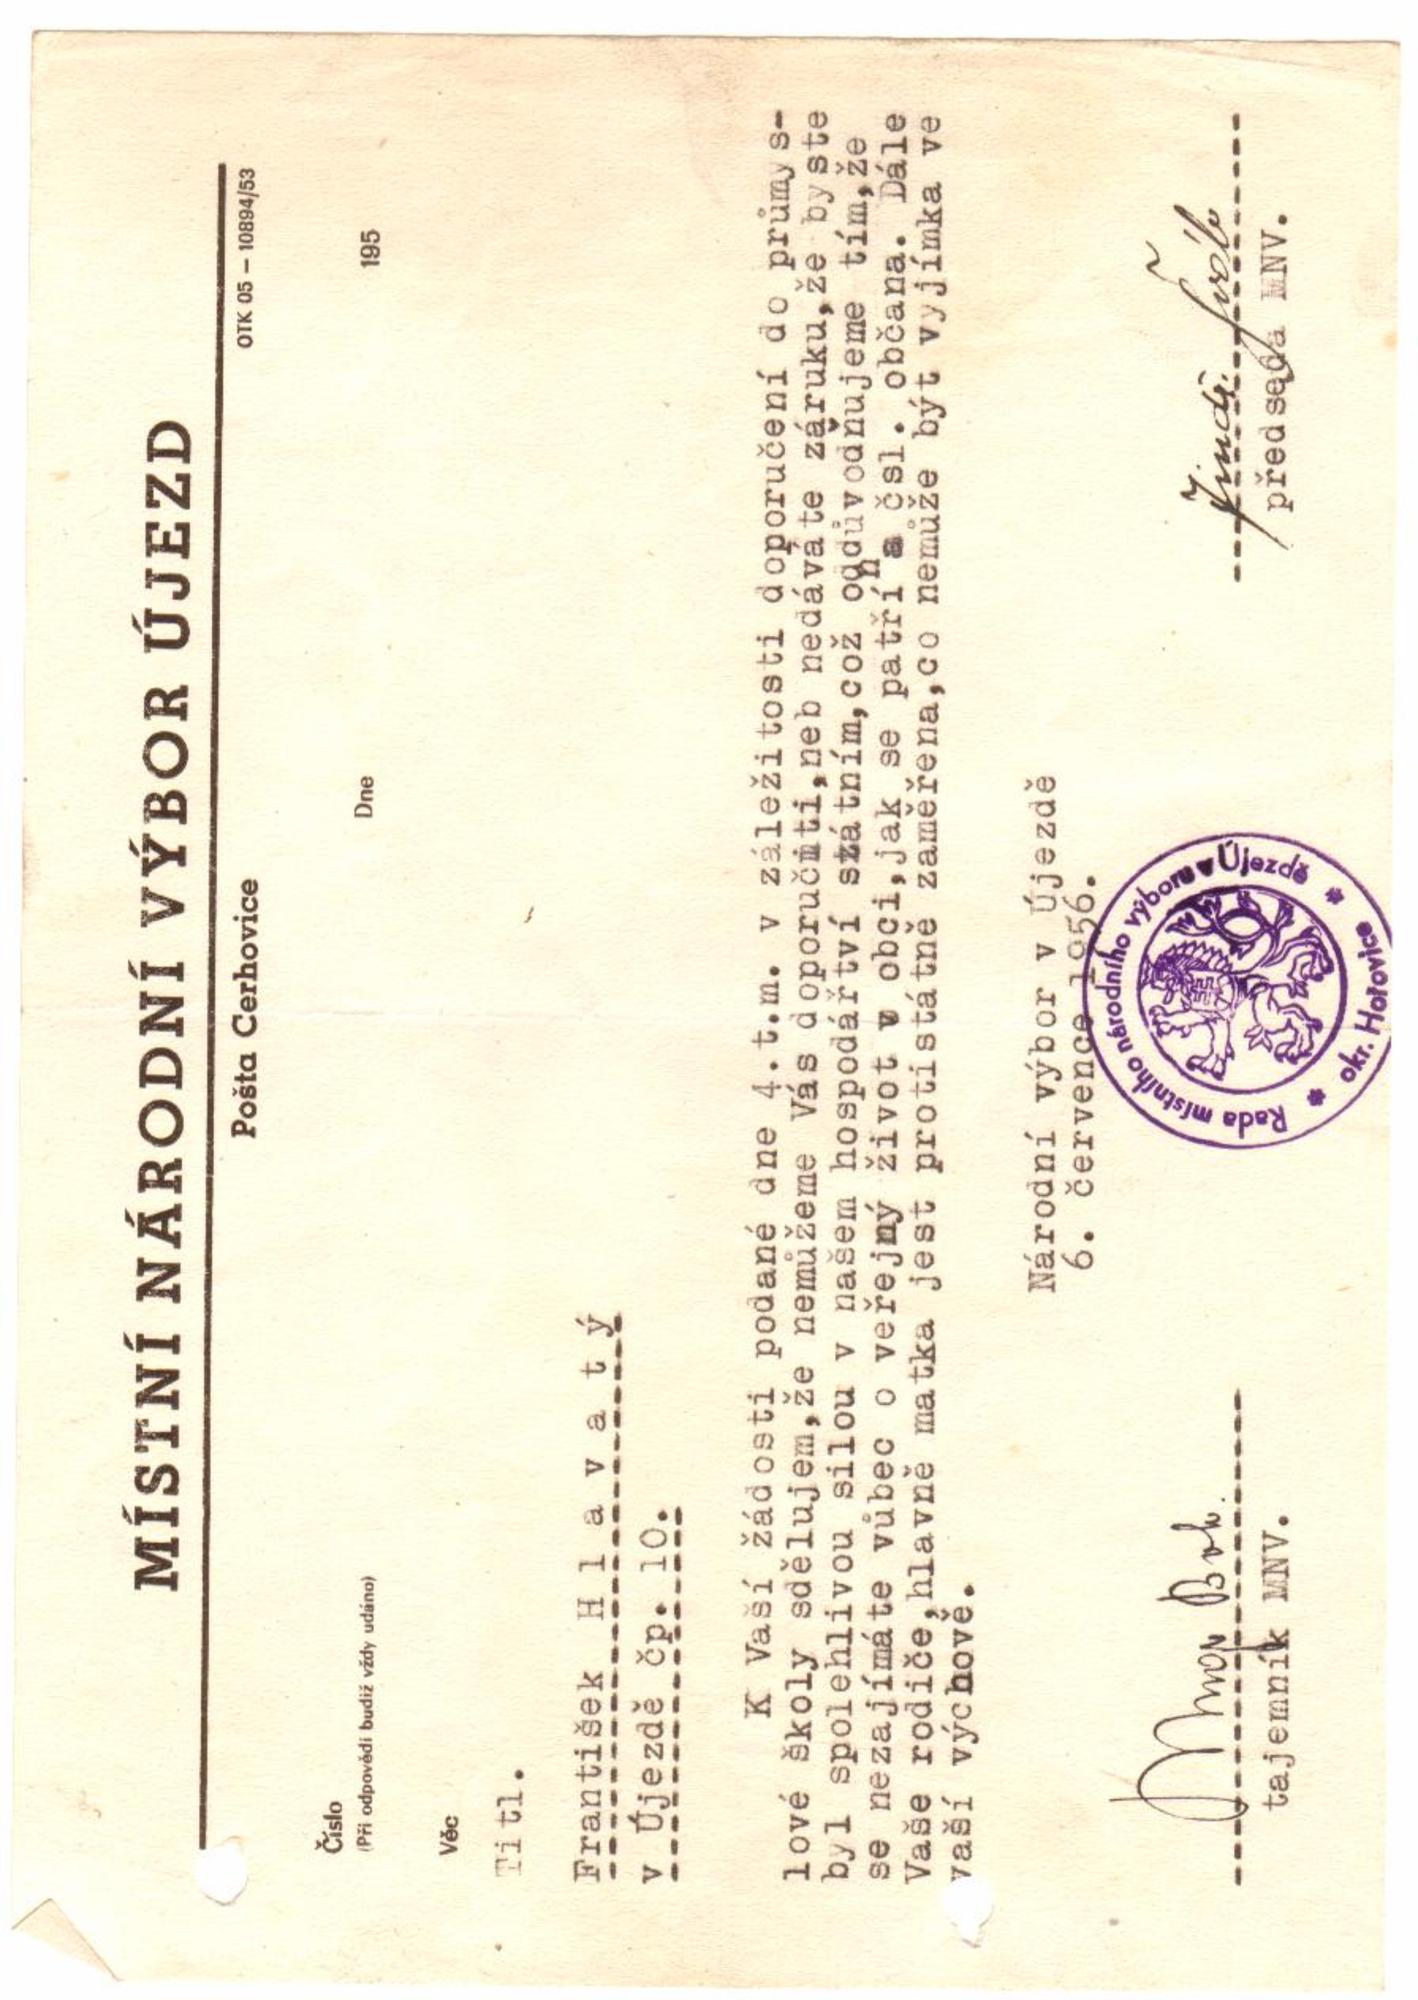 MÍSTNÍ NÁRODNÍ VÝBOR ÚJEZD
Pošta Cerhovice
OTK 05 — 10894/53
Číslo
(Při odpovědi budiž vždy udáno)
Dne
195
Věc
Titl.
František H l a v a t ý
v Újezdě čp. 10.
K Vaší žádosti podané dne 4.t.m. v záležitosti doporučení do průmys-
lové školy sdělujem,že nemůžeme Vás doporučiti,neb nedáváte záruku,že byste
byl spolehlivou silou v našem hospodářtví státním,což odůvodňujeme tím,že
se nezajímáte vůbec o veřejný život v obci,jak se patří na čsl. občana. Dále
Vaše rodiče,hlavně matka jest protistátně zaměřena,co nemůže být vyjímka ve
vaší výchově.
Národní výbor v Újezdě
6. července 1956.
Rada místního národního výboru v Újezdě
okr. Hořovice
tajemník MNV.
předseda MNV.